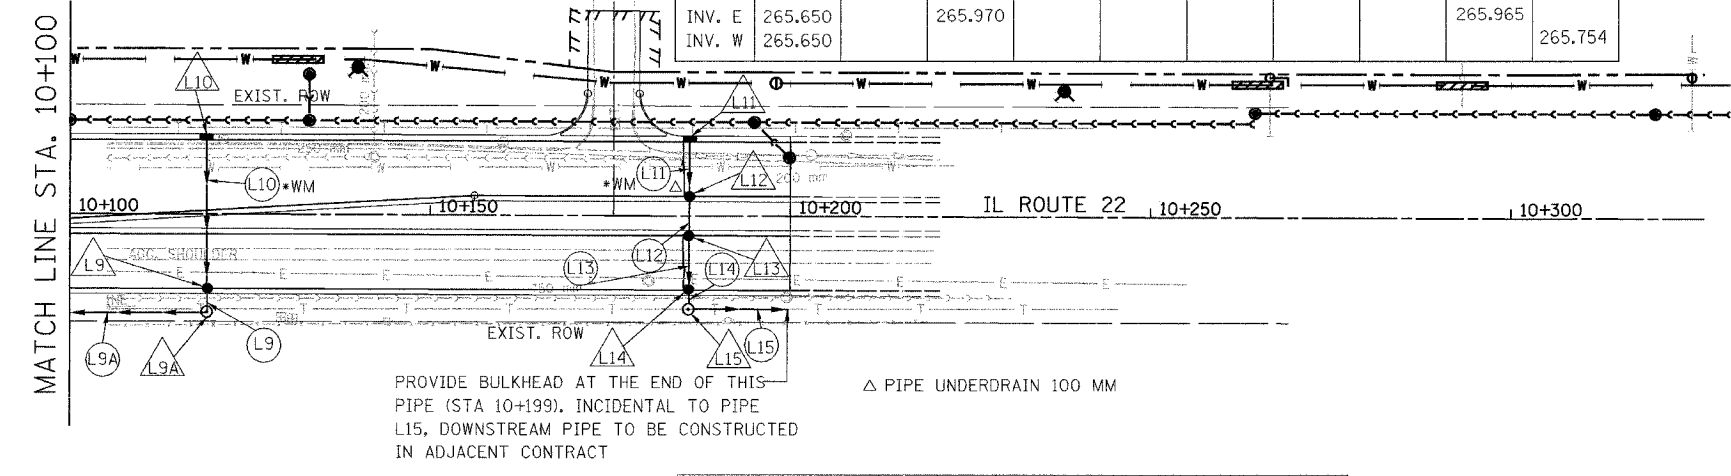 MATCH LINE STA. 10+100
INV. E 265.650 265.970 265.965
INV. W 265.650 265.754
W W W W W W W W W W W
L10
EXIST. ROW
L11
250 mm
W W W
L10 *WM
*WM L11 △ L12 200 mm
10+100 10+150 10+200 IL ROUTE 22 10+250 10+300
L9 AGG. SHOULDER
L12
L13 L14 L13
E E E E E E
T T T T T
EXIST. ROW
L9A L9A L9 L14 L15 L15
PROVIDE BULKHEAD AT THE END OF THIS
PIPE (STA 10+199). INCIDENTAL TO PIPE
L15, DOWNSTREAM PIPE TO BE CONSTRUCTED
IN ADJACENT CONTRACT
△ PIPE UNDERDRAIN 100 MM